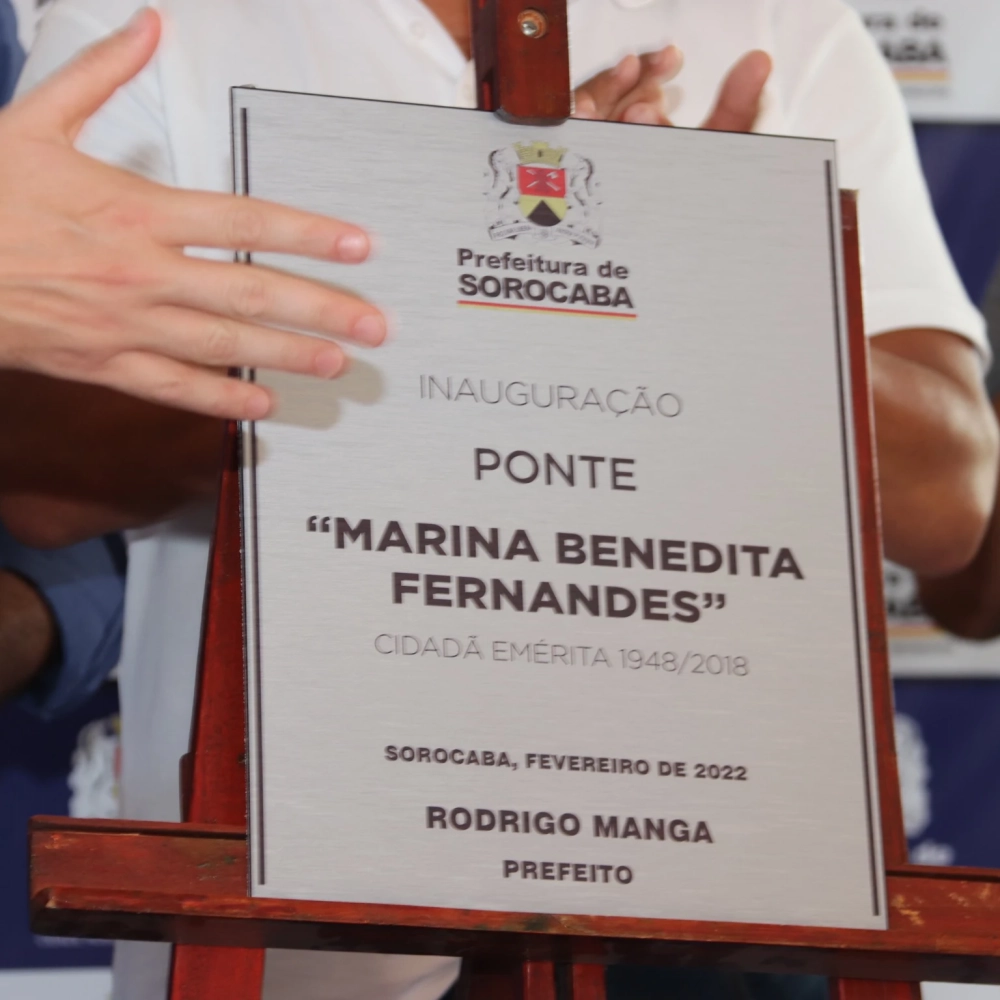 Prefeitura de
SOROCABA
INAUGURAÇÃO
PONTE
“MARINA BENEDITA
FERNANDES”
CIDADÃ EMÉRITA 1948/2018
SOROCABA, FEVEREIRO DE 2022
RODRIGO MANGA
PREFEITO